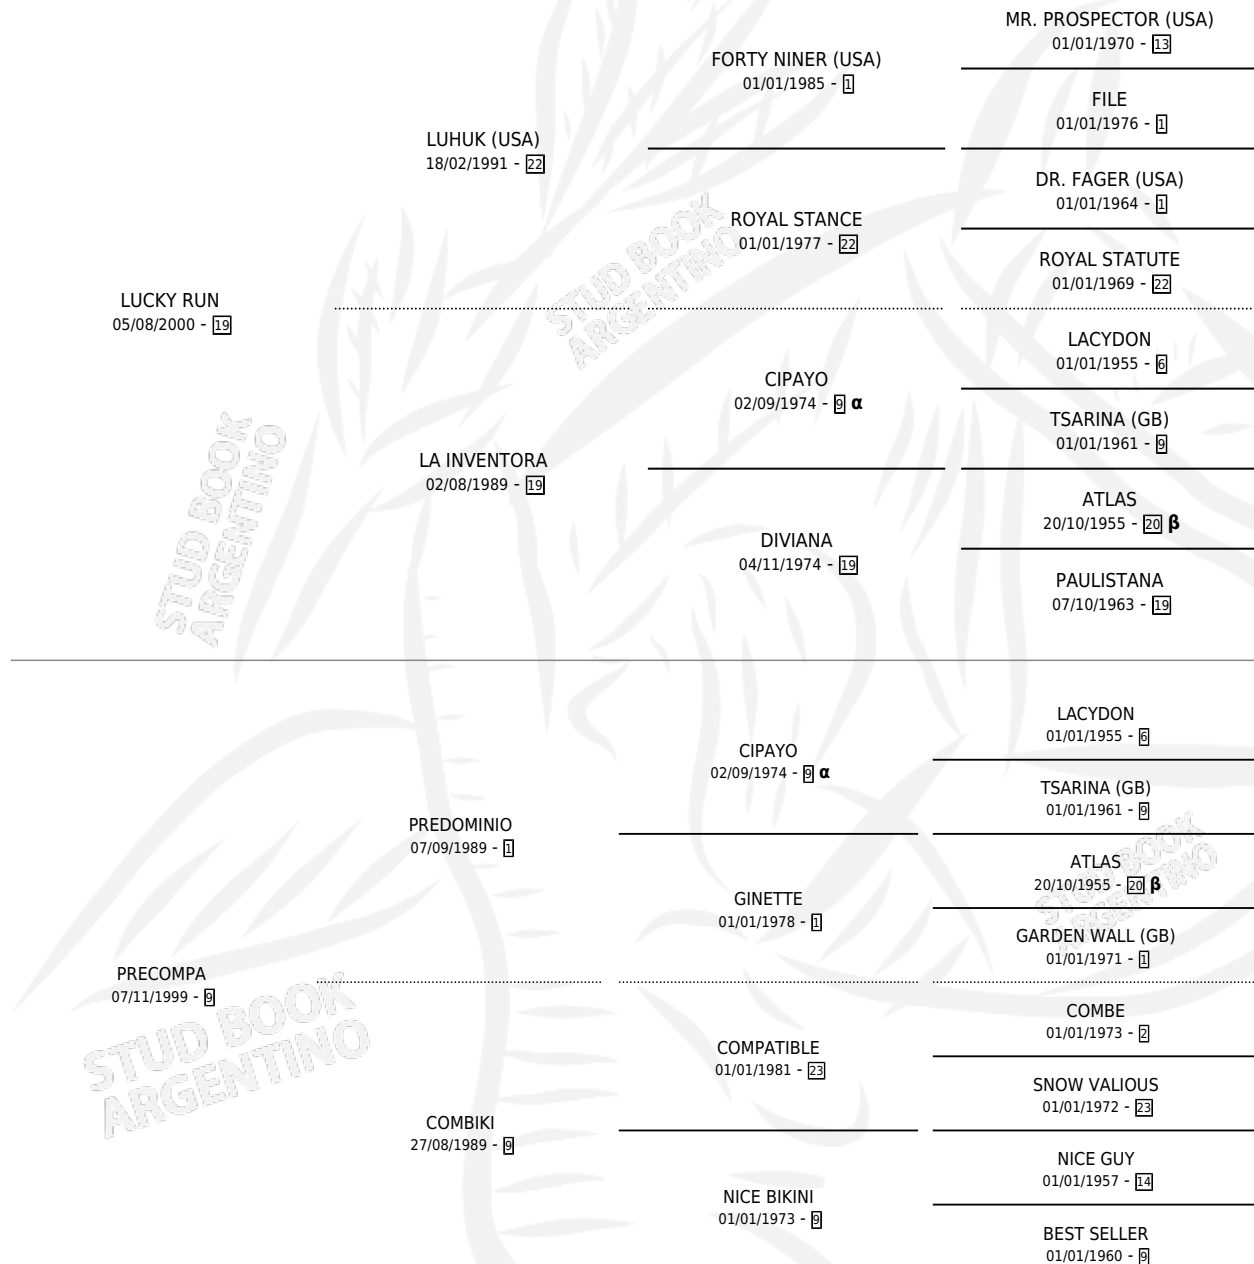 MR. PROSPECTOR (USA)
01/01/1970 - 13
FORTY NINER (USA)
01/01/1985 - 1
FILE
01/01/1976 - 1
LUHUK (USA)
18/02/1991 - 22
DR. FAGER (USA)
01/01/1964 - 1
ROYAL STANCE
01/01/1977 - 22
ROYAL STATUTE
01/01/1969 - 22
LUCKY RUN
05/08/2000 - 19
LACYDON
01/01/1955 - 6
CIPAYO
02/09/1974 - 9 α
TSARINA (GB)
01/01/1961 - 9
LA INVENTORA
02/08/1989 - 19
ATLAS
20/10/1955 - 20 β
DIVIANA
04/11/1974 - 19
PAULISTANA
07/10/1963 - 19
LACYDON
01/01/1955 - 6
CIPAYO
02/09/1974 - 9 α
TSARINA (GB)
01/01/1961 - 9
PREDOMINIO
07/09/1989 - 1
ATLAS
20/10/1955 - 20 β
GINETTE
01/01/1978 - 1
GARDEN WALL (GB)
01/01/1971 - 1
PRECOMPA
07/11/1999 - 9
COMBE
01/01/1973 - 2
COMPATIBLE
01/01/1981 - 23
SNOW VALIOUS
01/01/1972 - 23
COMBIKI
27/08/1989 - 9
NICE GUY
01/01/1957 - 14
NICE BIKINI
01/01/1973 - 9
BEST SELLER
01/01/1960 - 9
STUD BOOK
ARGENTINO
STUD BOOK
ARGENTINO
STUD BOOK
ARGENTINO
STUD BOOK
ARGENTINO